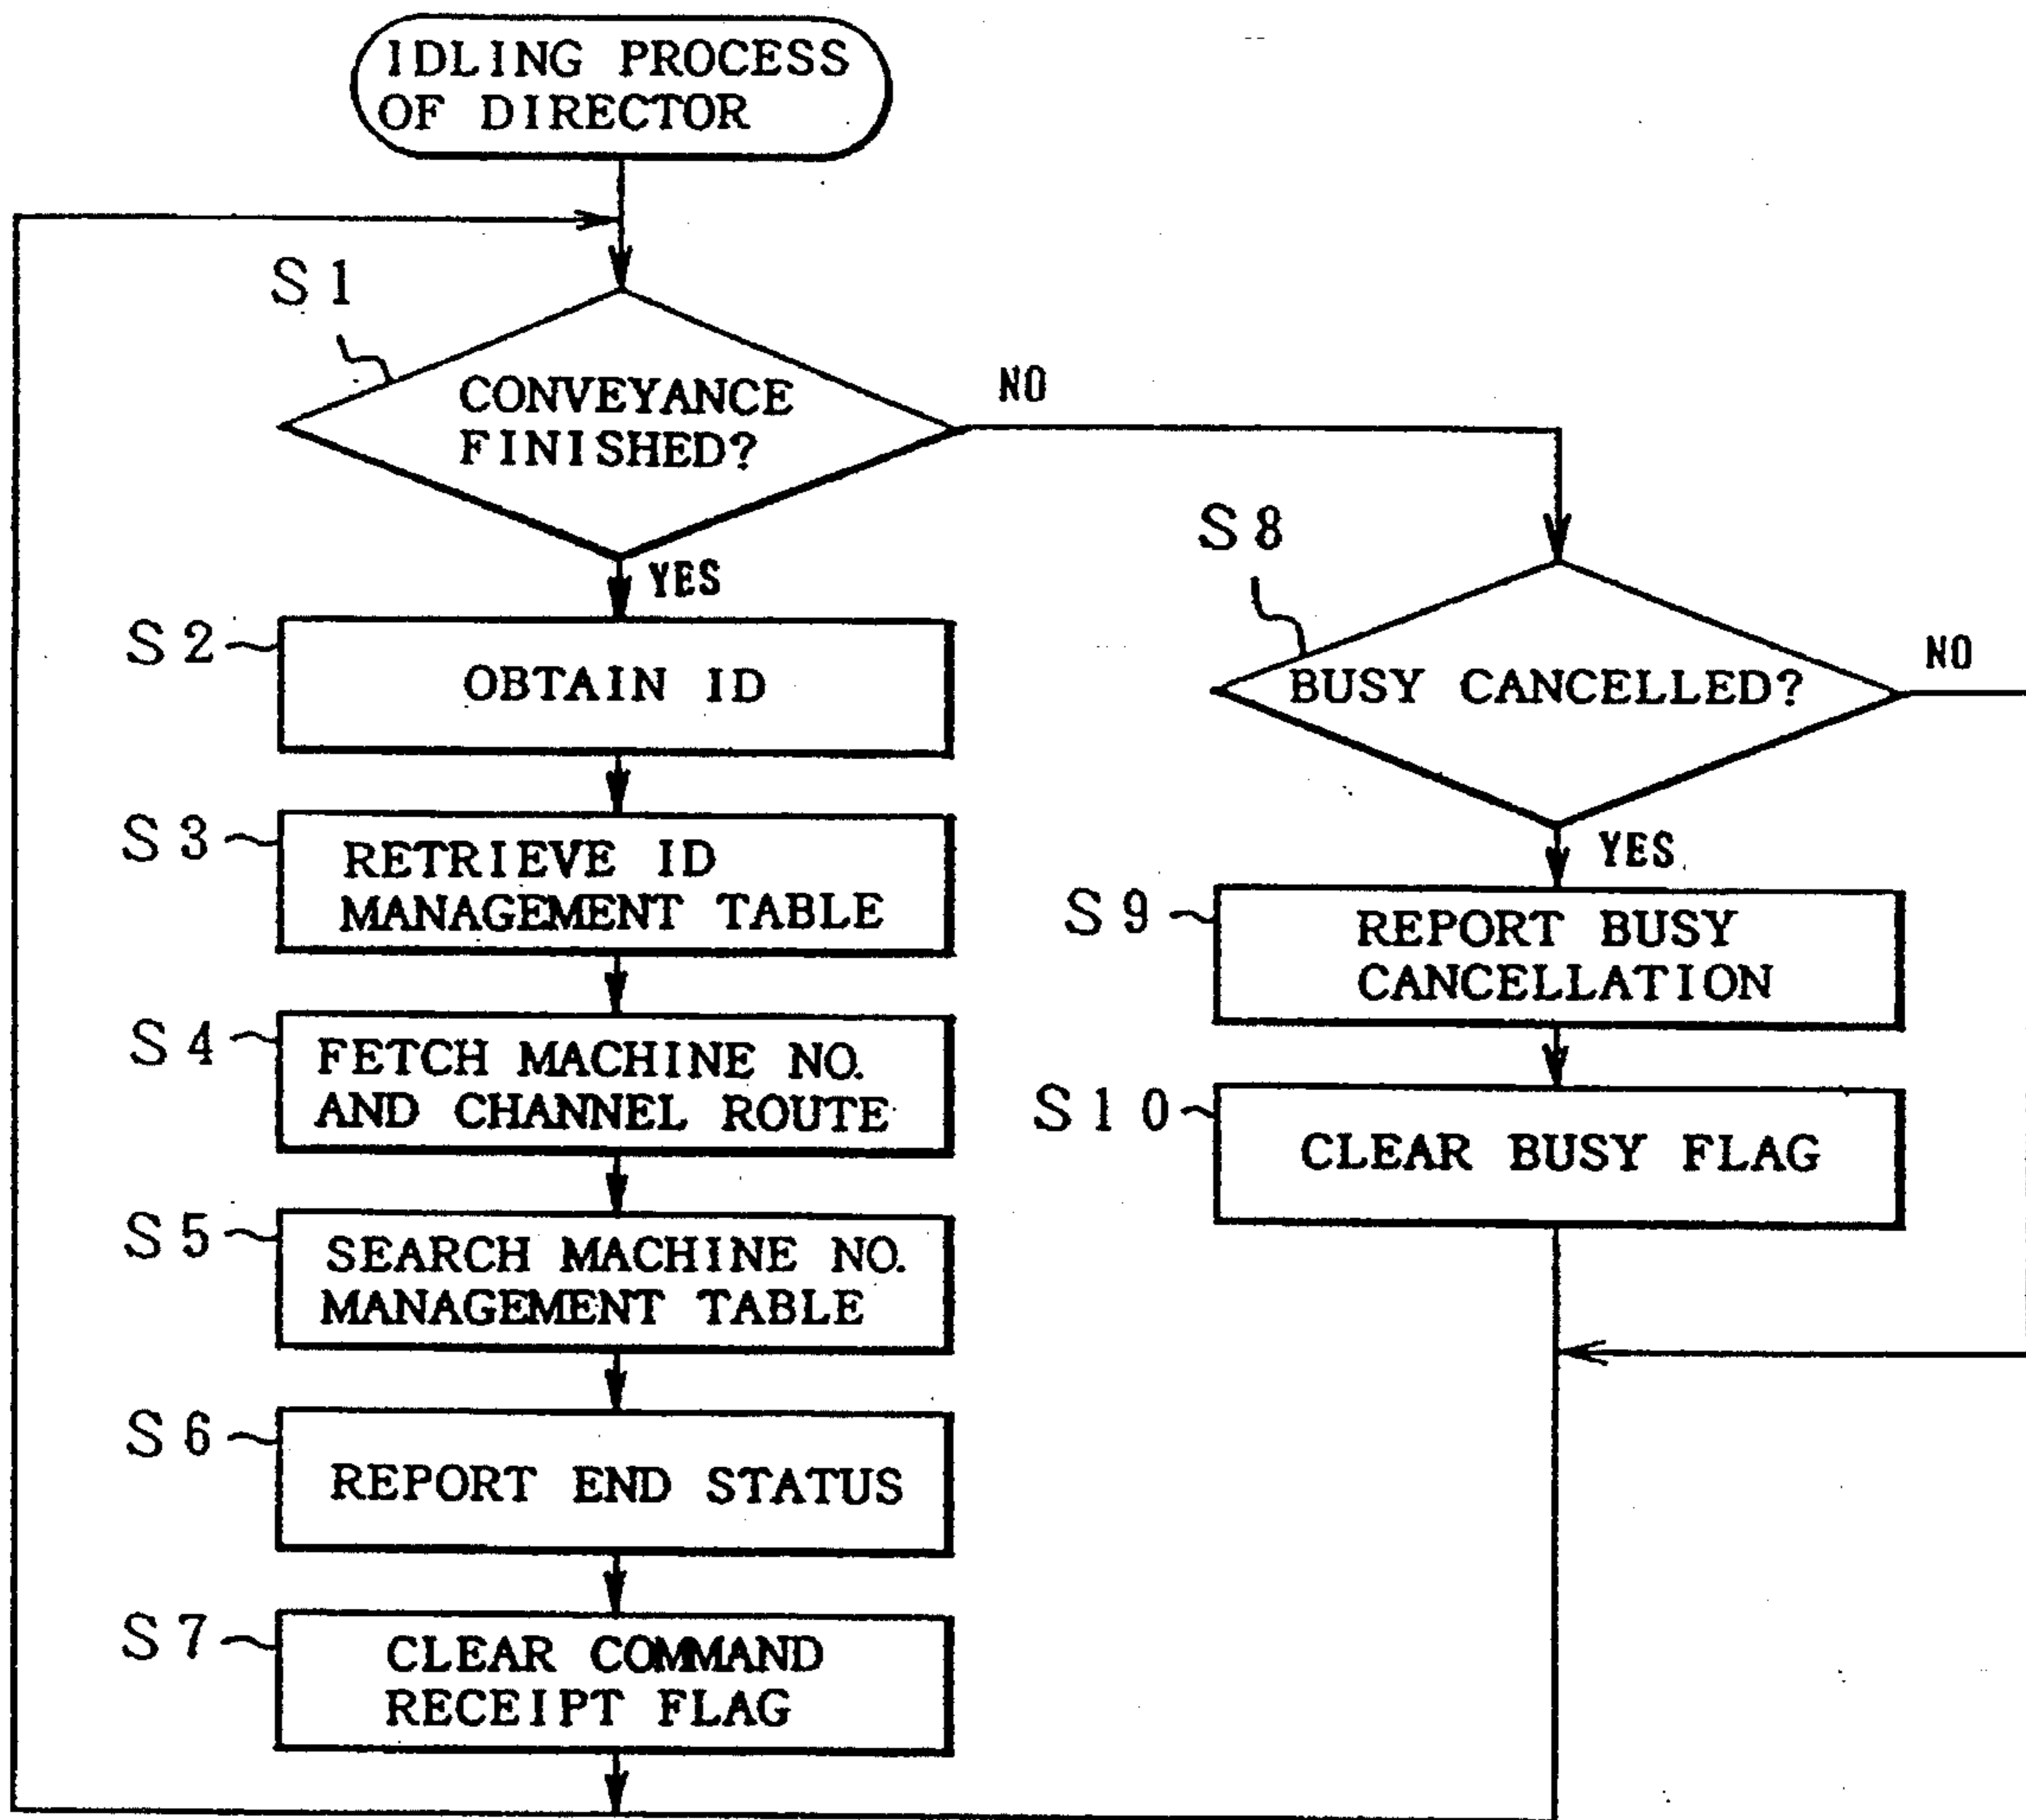 IDLING PROCESS
OF DIRECTOR
S1
CONVEYANCE
FINISHED?
NO
YES
S2
OBTAIN ID
S3
RETRIEVE ID
MANAGEMENT TABLE
S4
FETCH MACHINE NO.
AND CHANNEL ROUTE
S5
SEARCH MACHINE NO.
MANAGEMENT TABLE
S6
REPORT END STATUS
S7
CLEAR COMMAND
RECEIPT FLAG
S8
BUSY CANCELLED?
NO
YES
S9
REPORT BUSY
CANCELLATION
S10
CLEAR BUSY FLAG